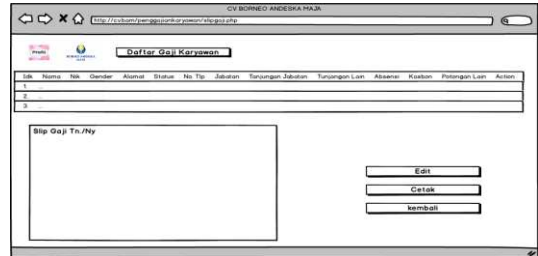 CV.BORNEO ANDESKA MAJA
http://cvbam/penggajiankaryawan/slipgaji.php
Profil
Daftar Gaji Karyawan
Idk Nama Nik Gender Alamat Status No. Tlp Jabatan Tunjangan Jabatan Tunjangan Lain Absensi Kasbon Potongan Lain Action
1 ..
2. ..
3 ..
Slip Gaji Tn./Ny
Edit
Cetak
kembali